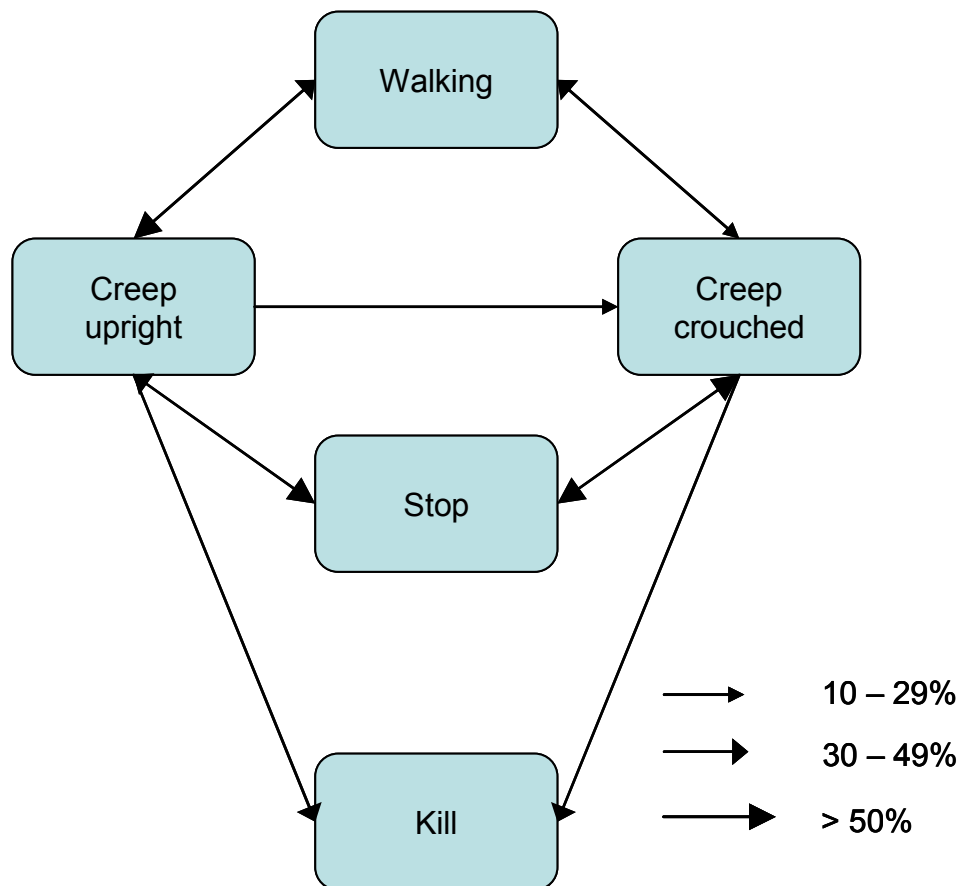 Walking
Creep
upright
Creep
crouched
Stop
Kill
10 – 29%
30 – 49%
> 50%